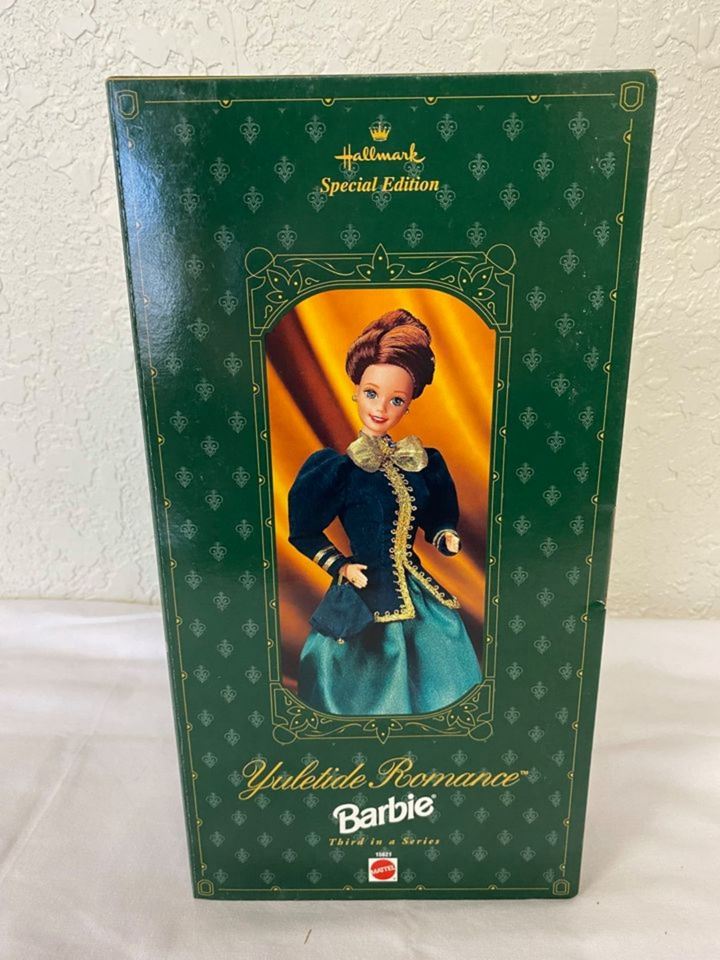 Hallmark
Special Edition
Yuletide Romance™
Barbie®
Third in a Series
15621
MATTEL